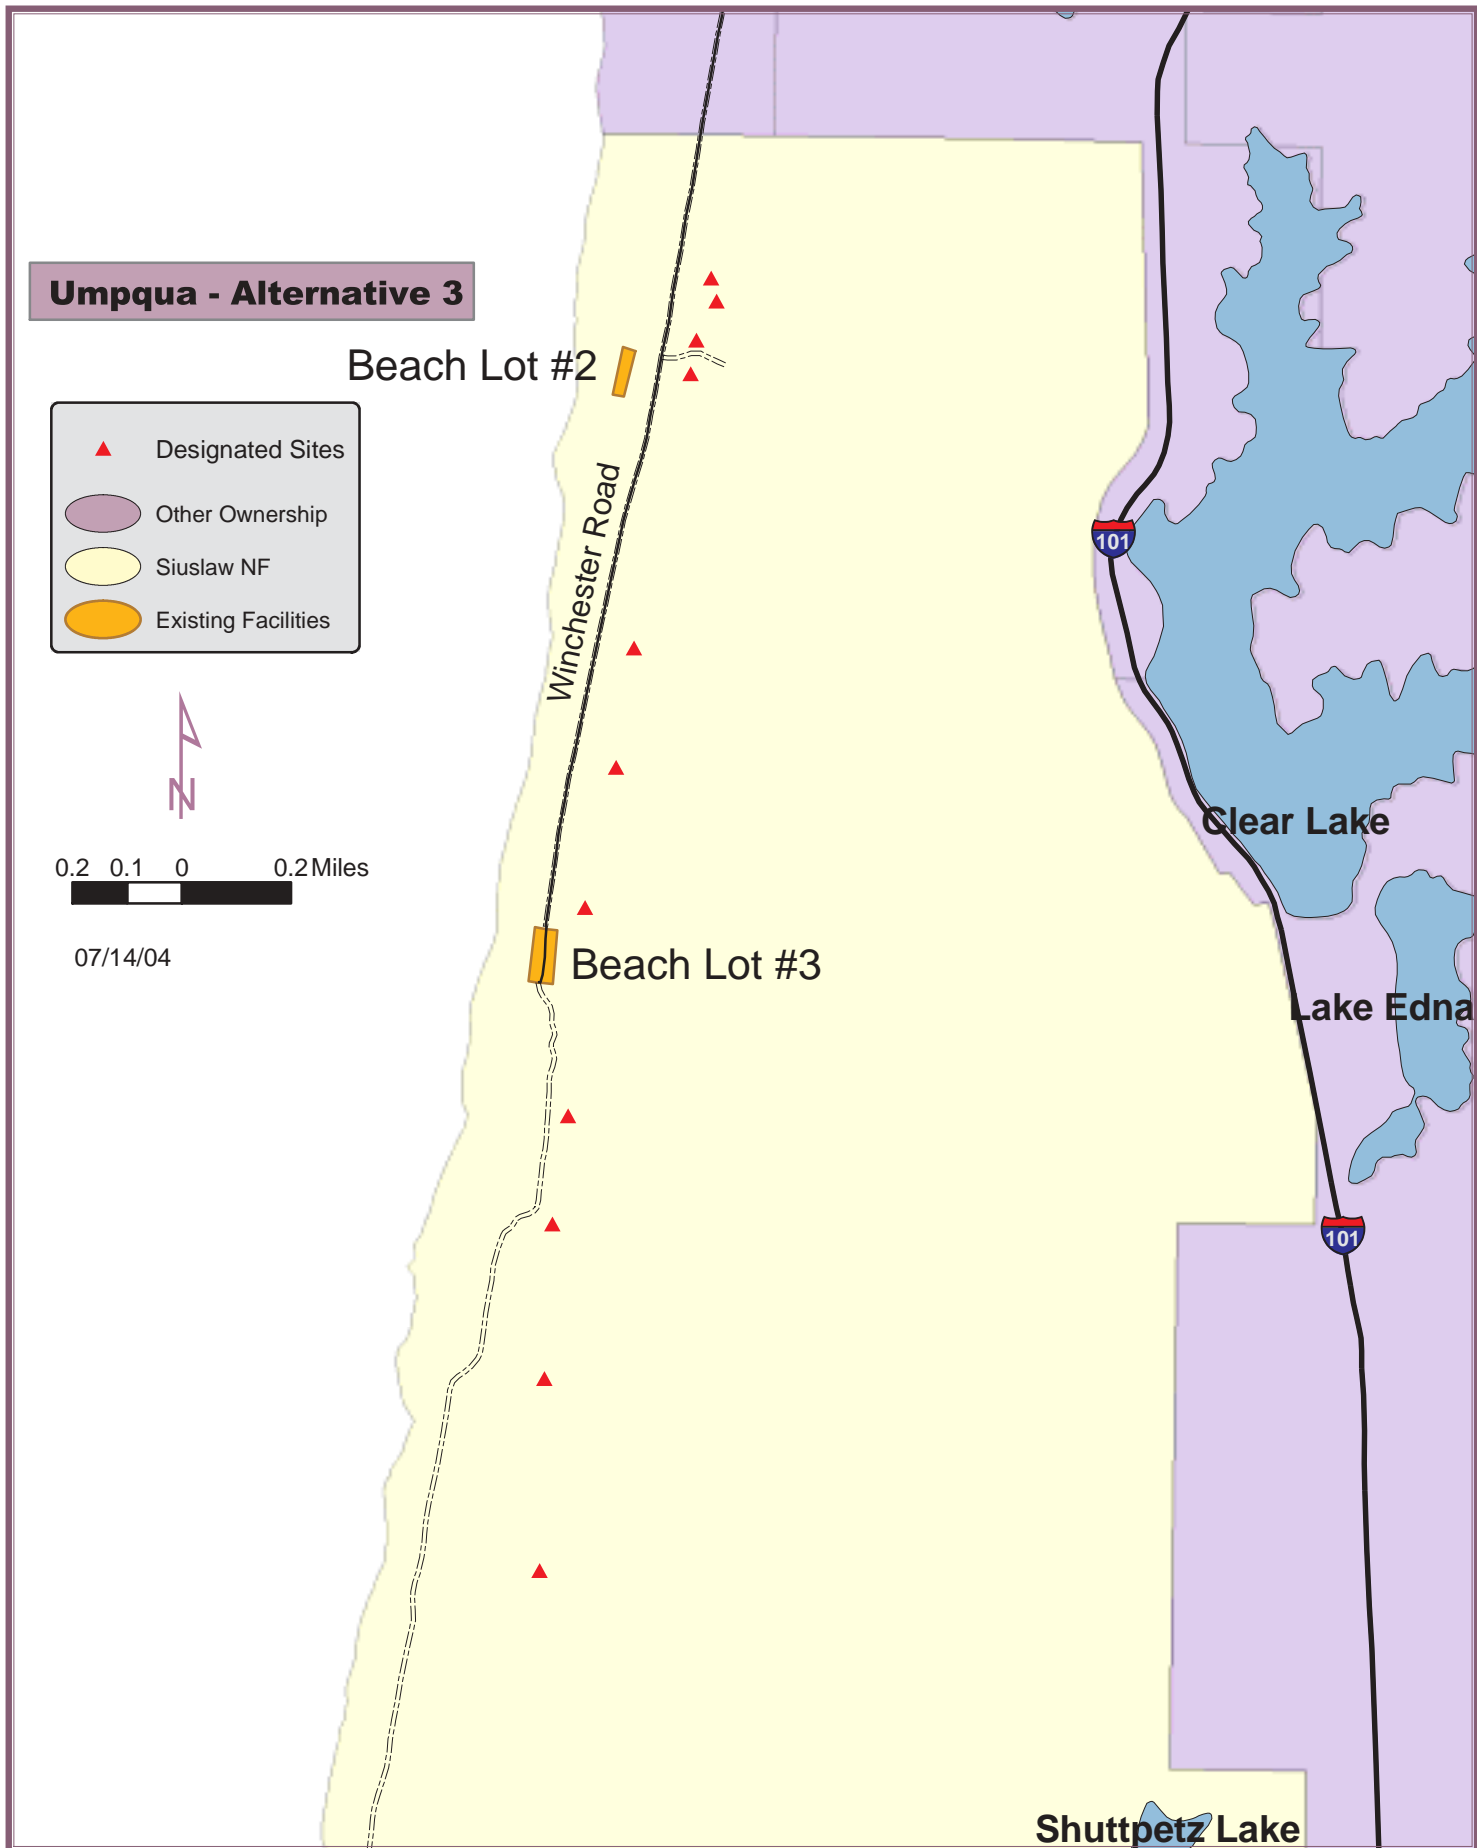 Umpqua - Alternative 3
Beach Lot #2
Designated Sites
Other Ownership
Siuslaw NF
Existing Facilities
Winchester Road
101
N
Clear Lake
0.2 0.1 0 0.2 Miles
07/14/04
Beach Lot #3
Lake Edna
101
Shuttpetz Lake